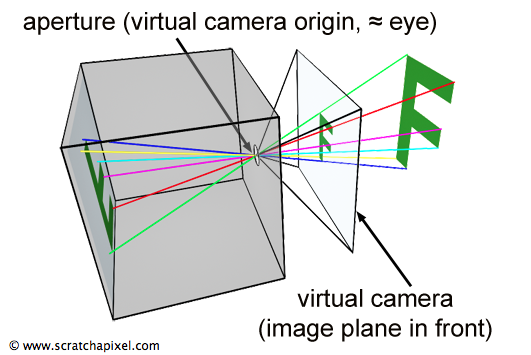 aperture (virtual camera origin, ≈ eye)
virtual camera
(image plane in front)
© www.scratchapixel.com